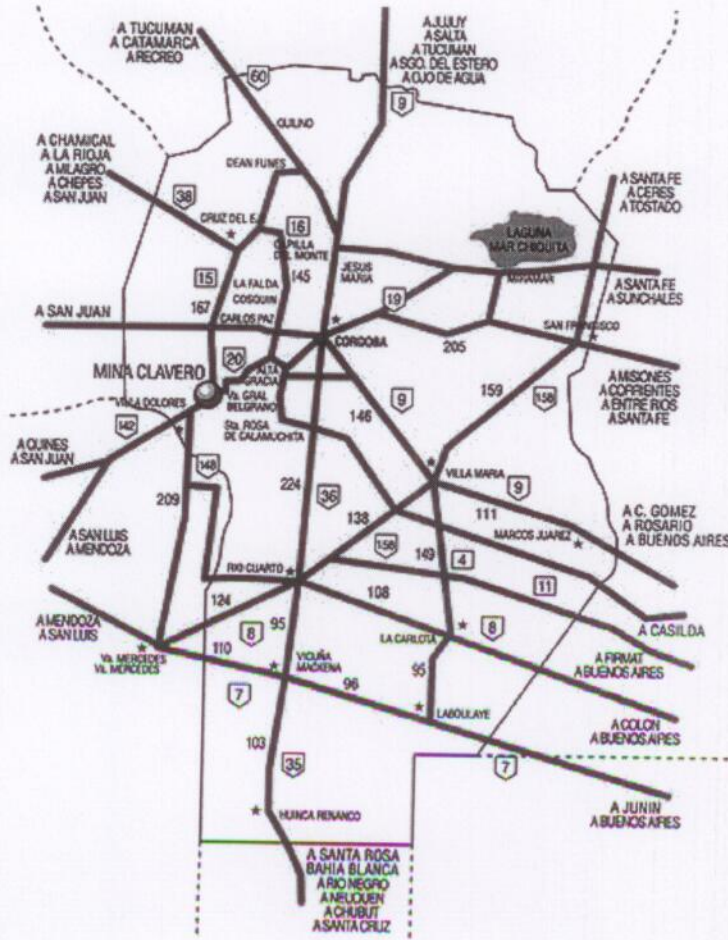 A TUCUMAN
A CATAMARCA
A RECREO
A JUJUY
A SALTA
A TUCUMAN
A SGO. DEL ESTERO
A OJO DE AGUA
60
9
QUILINO
A CHAMICAL
A LA RIOJA
A MILAGRO
A CHEPES
A SAN JUAN
DEAN FUNES
38
CRUZ DEL E.
16
CAPILLA
DEL MONTE
A SANTA FE
A CERES
A TOSTADO
LAGUNA
MAR CHIQUITA
15
145
LA FALDA
COSQUIN
JESUS
MARIA
MIRAMAR
A SANTA FE
A SUNCHALES
19
167
A SAN JUAN
CARLOS PAZ
CORDOBA
SAN FRANCISCO
205
20
MINA CLAVERO
ALTA
GRACIA
Va. GRAL
BELGRANO
Sta. ROSA
DE CALAMUCHITA
VILLA DOLORES
146
9
159
158
A MISIONES
A CORRIENTES
A ENTRE RIOS
A SANTA FE
142
A QUINES
A SAN JUAN
148
VILLA MARIA
224
36
9
209
111
138
MARCOS JUAREZ
A C. GOMEZ
A ROSARIO
A BUENOS AIRES
A SAN LUIS
A MENDOZA
158
149
4
11
RIO CUARTO
124
108
A MENDOZA
A SAN LUIS
95
8
LA CARLOTA
8
A CASILDA
110
Va. MERCEDES
Va. MERCEDES
VICUÑA
MACKENA
95
A FIRMAT
A BUENOS AIRES
7
96
LABOULAYE
A COLON
A BUENOS AIRES
103
35
7
HUINCA RENANCO
A JUNIN
A BUENOS AIRES
A SANTA ROSA
BAHIA BLANCA
A RIO NEGRO
A NEUQUEN
A CHUBUT
A SANTA CRUZ